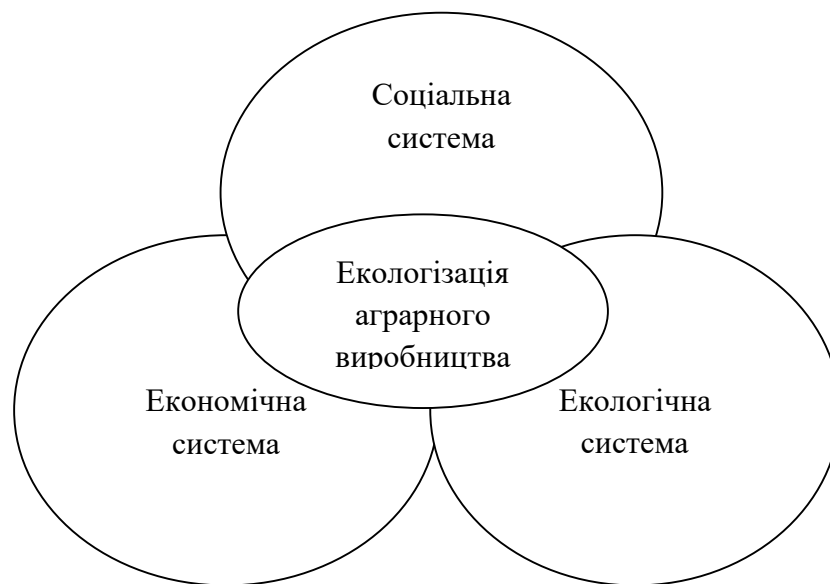 Соціальна
система
Екологізація
аграрного
виробництва
Економічна
система
Екологічна
система